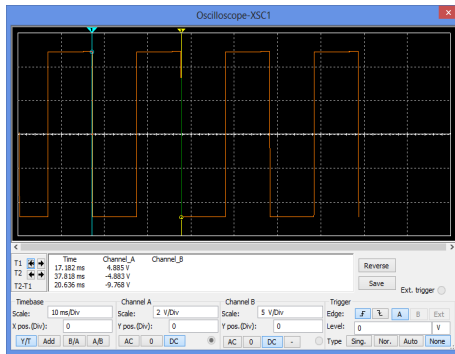 Oscilloscope-XSC1
T1
T2
T2-T1
Time Channel_A Channel_B
17.182 ms 4.885 V
37.818 ms -4.883 V
20.636 ms -9.768 V
Reverse
Save
Ext. trigger
Timebase
Scale: 10 ms/Div
X pos.(Div): 0
Y/T Add B/A A/B
Channel A
Scale: 2 V/Div
Y pos.(Div): 0
AC 0 DC
Channel B
Scale: 5 V/Div
Y pos.(Div): 0
AC 0 DC -
Trigger
Edge: A B Ext
Level: 0 V
Type Sing. Nor. Auto None